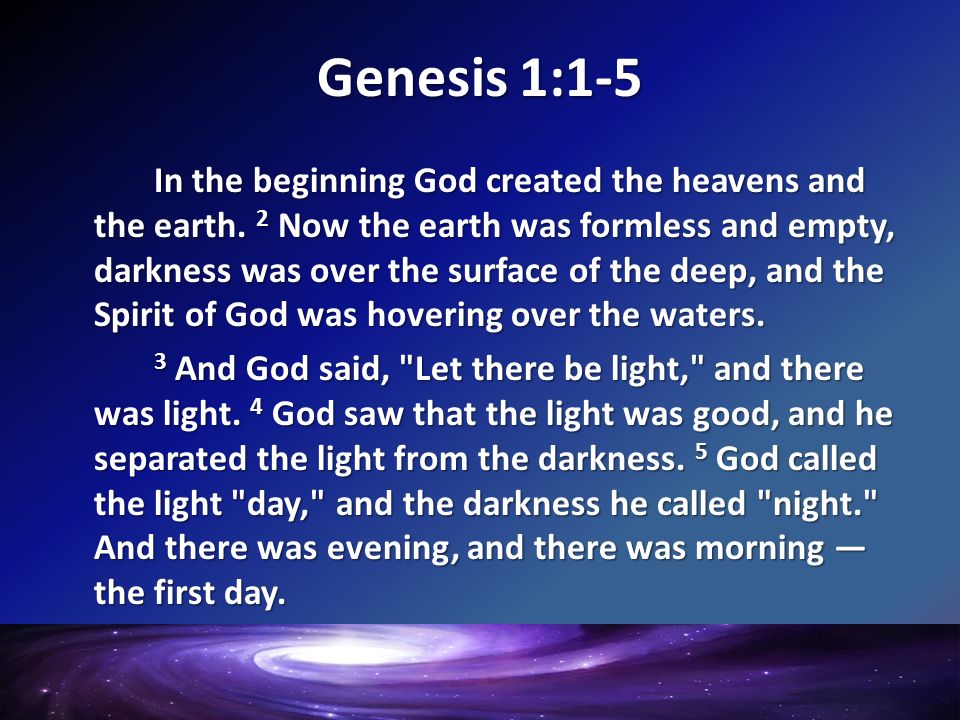 Genesis 1:1-5
In the beginning God created the heavens and
the earth. 2 Now the earth was formless and empty,
darkness was over the surface of the deep, and the
Spirit of God was hovering over the waters.
3 And God said, "Let there be light," and there
was light. 4 God saw that the light was good, and he
separated the light from the darkness. 5 God called
the light "day," and the darkness he called "night."
And there was evening, and there was morning —
the first day.